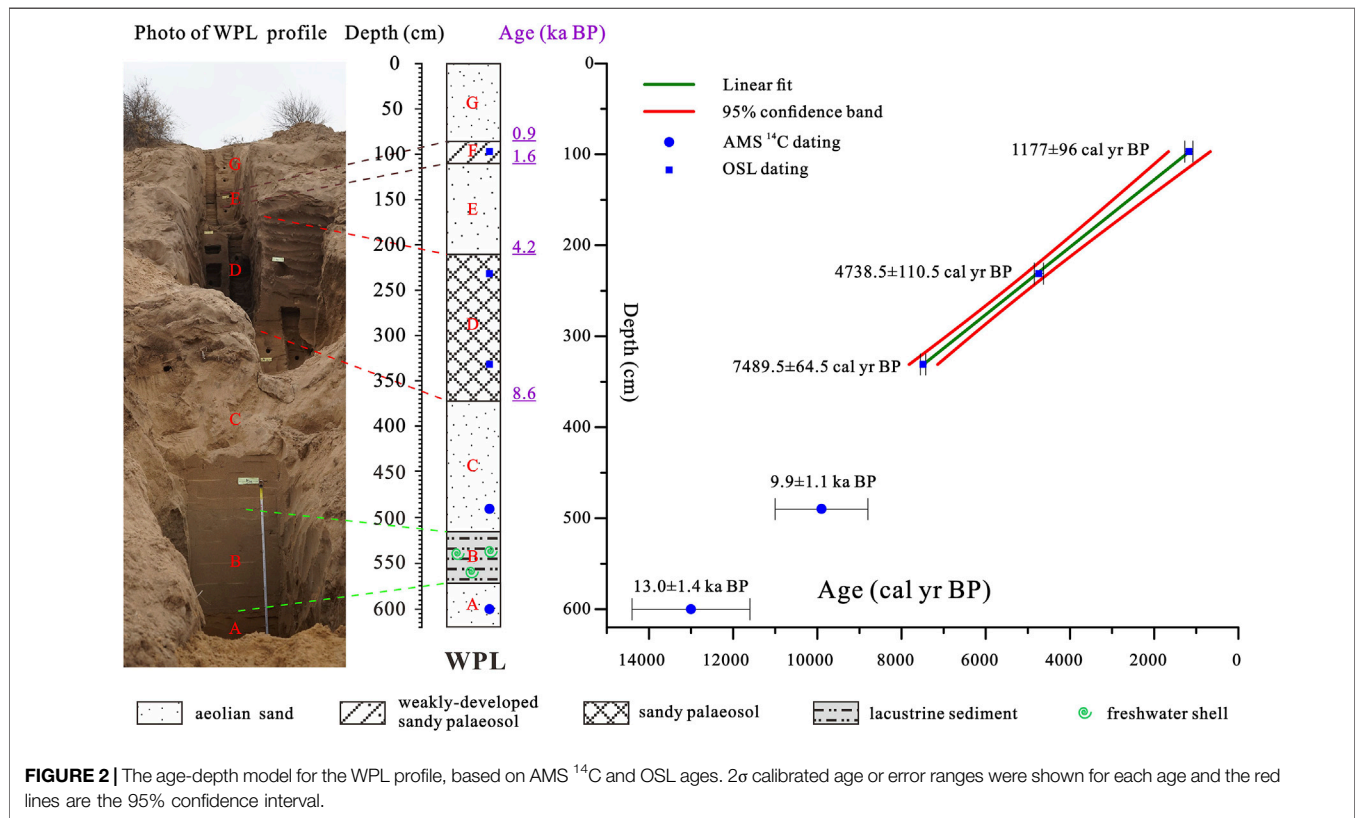 Photo of WPL profile
Depth (cm)
Age (ka BP)
G
F
D
C
B
A
0
50
100
150
200
250
300
350
400
450
500
550
600
G
F
E
D
C
B
A
WPL
0.9
1.6
4.2
8.6
Linear fit
95% confidence band
AMS ¹⁴C dating
OSL dating
1177±96 cal yr BP
4738.5±110.5 cal yr BP
7489.5±64.5 cal yr BP
9.9±1.1 ka BP
13.0±1.4 ka BP
0
100
200
300
400
500
600
Depth (cm)
Age (cal yr BP)
14000 12000 10000 8000 6000 4000 2000 0
aeolian sand
weakly-developed
sandy palaeosol
sandy palaeosol
lacustrine sediment
freshwater shell
FIGURE 2 | The age-depth model for the WPL profile, based on AMS ¹⁴C and OSL ages. 2σ calibrated age or error ranges were shown for each age and the red
lines are the 95% confidence interval.